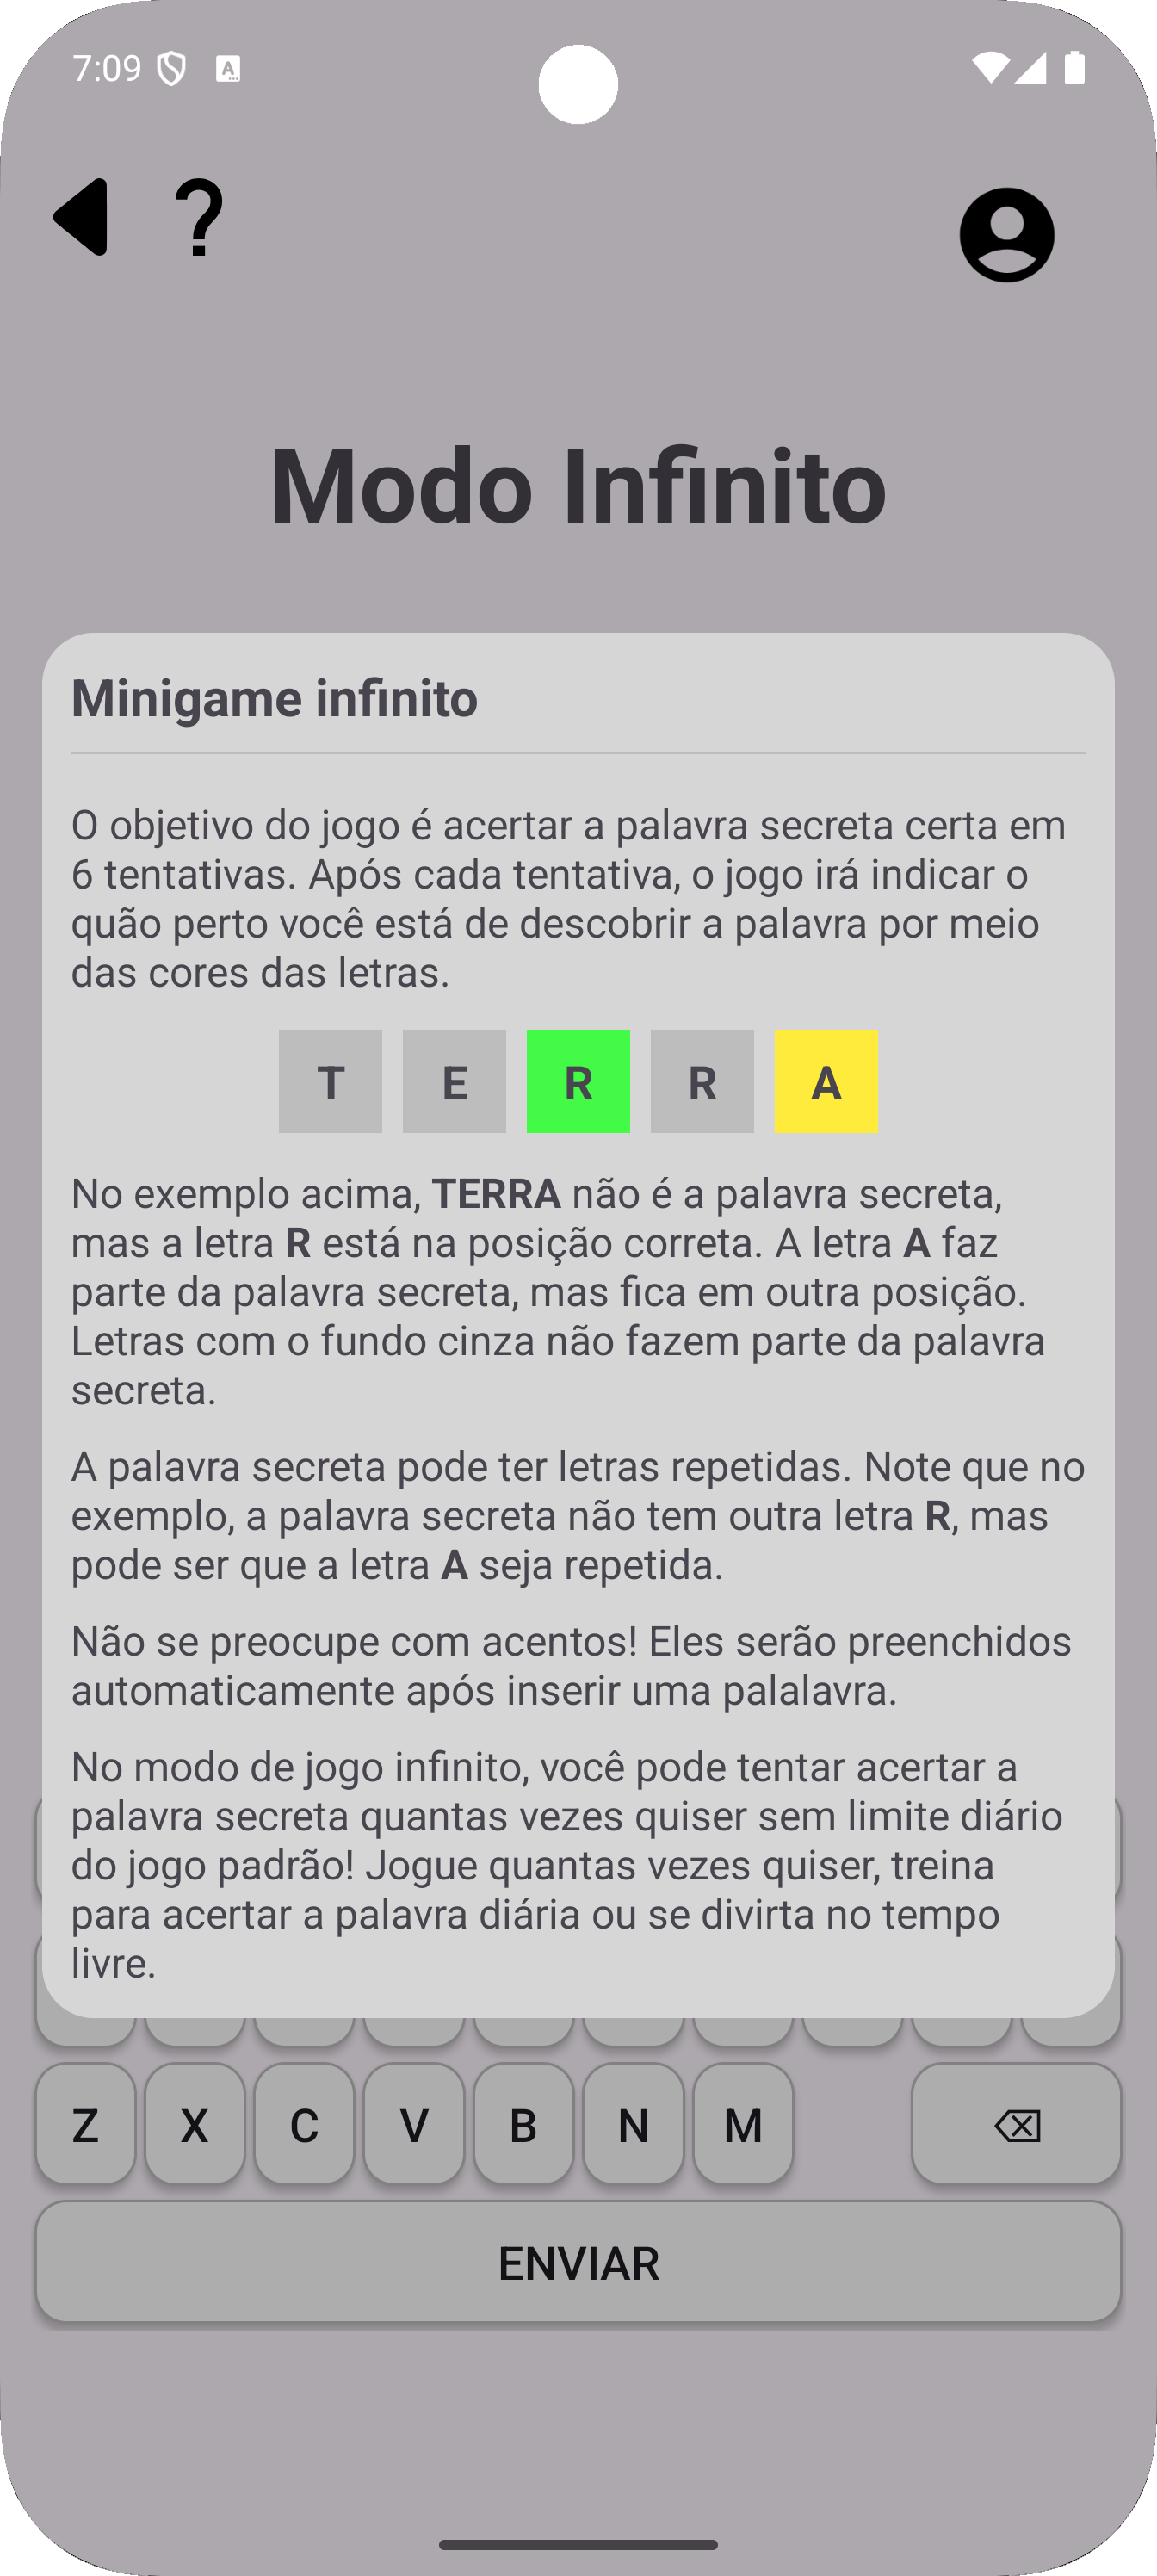 7:09
?
Modo Infinito
Minigame infinito
O objetivo do jogo é acertar a palavra secreta certa em
6 tentativas. Após cada tentativa, o jogo irá indicar o
quão perto você está de descobrir a palavra por meio
das cores das letras.
T E R R A
No exemplo acima, TERRA não é a palavra secreta,
mas a letra R está na posição correta. A letra A faz
parte da palavra secreta, mas fica em outra posição.
Letras com o fundo cinza não fazem parte da palavra
secreta.
A palavra secreta pode ter letras repetidas. Note que no
exemplo, a palavra secreta não tem outra letra R, mas
pode ser que a letra A seja repetida.
Não se preocupe com acentos! Eles serão preenchidos
automaticamente após inserir uma palalavra.
No modo de jogo infinito, você pode tentar acertar a
palavra secreta quantas vezes quiser sem limite diário
do jogo padrão! Jogue quantas vezes quiser, treina
para acertar a palavra diária ou se divirta no tempo
livre.
Z X C V B N M
ENVIAR